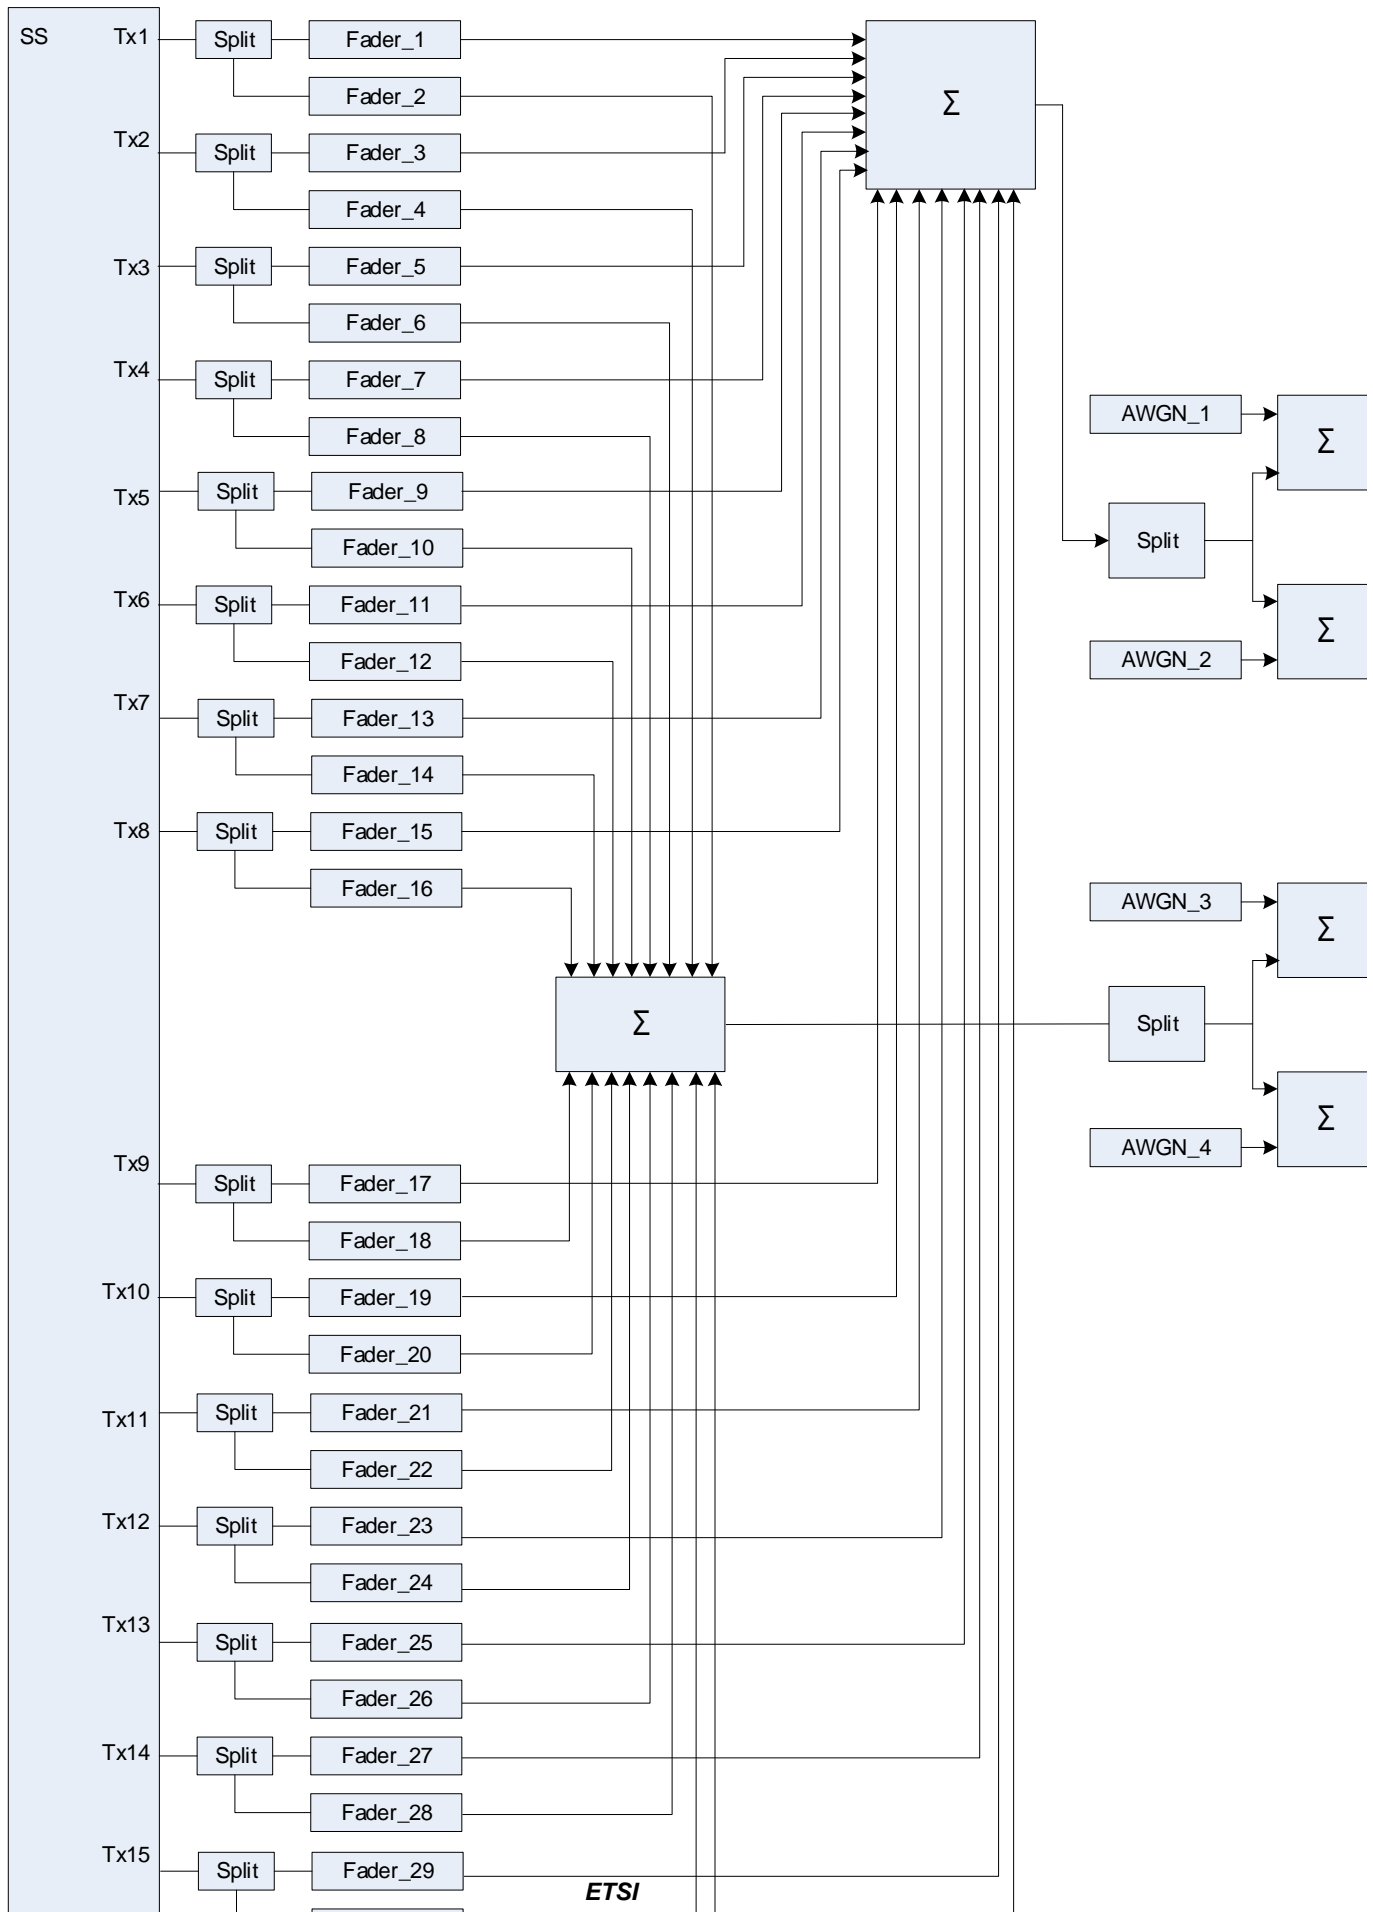 SS Tx1 Split Fader_1
Σ
Fader_2
Tx2 Split Fader_3
Fader_4
Tx3 Split Fader_5
Fader_6
Tx4 Split Fader_7
AWGN_1
Σ
Fader_8
Tx5 Split Fader_9
Fader_10
Split
Tx6 Split Fader_11
Σ
Fader_12
AWGN_2
Tx7 Split Fader_13
Fader_14
Tx8 Split Fader_15
Fader_16
AWGN_3
Σ
Σ
Split
Σ
AWGN_4
Tx9 Split Fader_17
Fader_18
Tx10 Split Fader_19
Fader_20
Tx11 Split Fader_21
Fader_22
Tx12 Split Fader_23
Fader_24
Tx13 Split Fader_25
Fader_26
Tx14 Split Fader_27
Fader_28
Tx15 Split Fader_29
ETSI